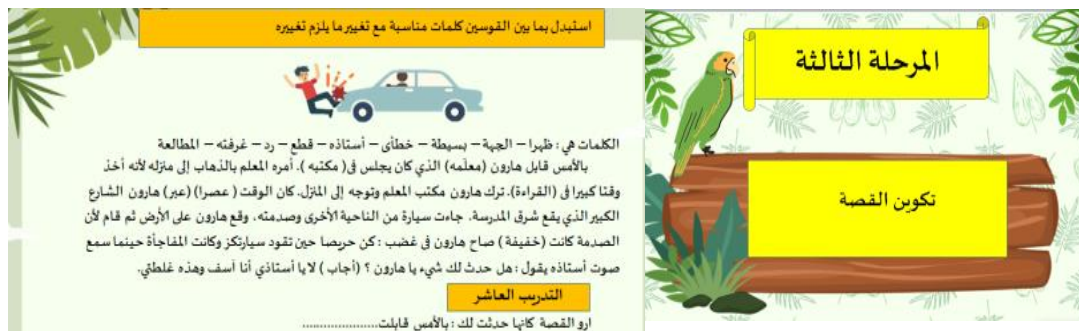 المرحلة الثالثة
تكوين القصة
استبدل بما بين القوسين كلمات مناسبة مع تغيير ما يلزم تغييره
الكلمات هي: ظهرا – الجهة – بسيطة – خطأى – أستاذه – قطع – رد – غرفته – المطالعة
بالأمس قابل هارون (معلّمه) الذي كان يجلس فى( مكتبه ). أمره المعلم بالذهاب إلى منزله لأنه أخذ
وقتا كبيرا فى (القراءة). ترك هارون مكتب المعلم وتوجه إلى المنزل. كان الوقت ( عصرا) (عبر) هارون الشارع
الكبير الذي يقع شرق المدرسة. جاءت سيارة من الناحية الأخرى وصدمته. وقع هارون على الأرض ثم قام لأن
الصدمة كانت (خفيفة ) صاح هارون فى غضب : كن حريصا حين تقود سيارتكز وكانت المفاجأة حينما سمع
صوت أستاذه يقول : هل حدث لك شيء يا هارون ؟ (أجاب ) لا يا أستاذي أنا آسف وهذه غلطتي.
التدريب العاشر
ارو القصة كانها حدثت لك : بالأمس قابلت.....................